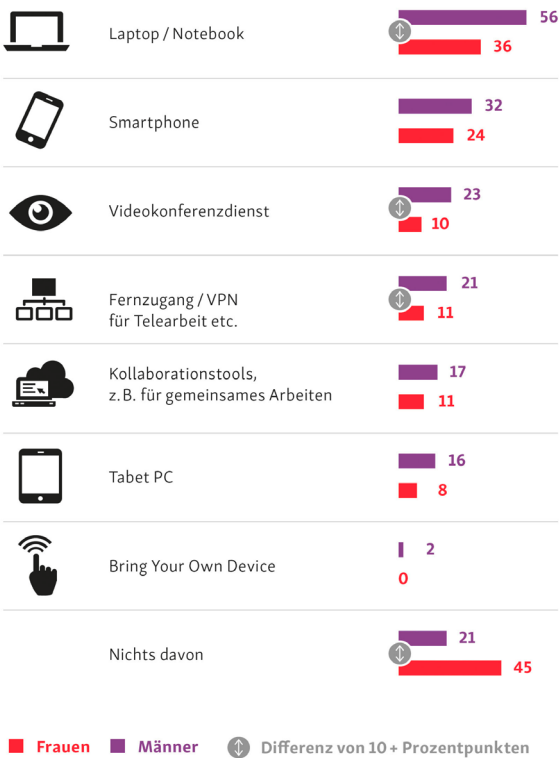 Laptop / Notebook
56
36
Smartphone
32
24
Videokonferenzdienst
23
10
Fernzugang / VPN
für Telearbeit etc.
21
11
Kollaborationstools,
z.B. für gemeinsames Arbeiten
17
11
Tabet PC
16
8
Bring Your Own Device
2
0
Nichts davon
21
45
Frauen Männer Differenz von 10 + Prozentpunkten